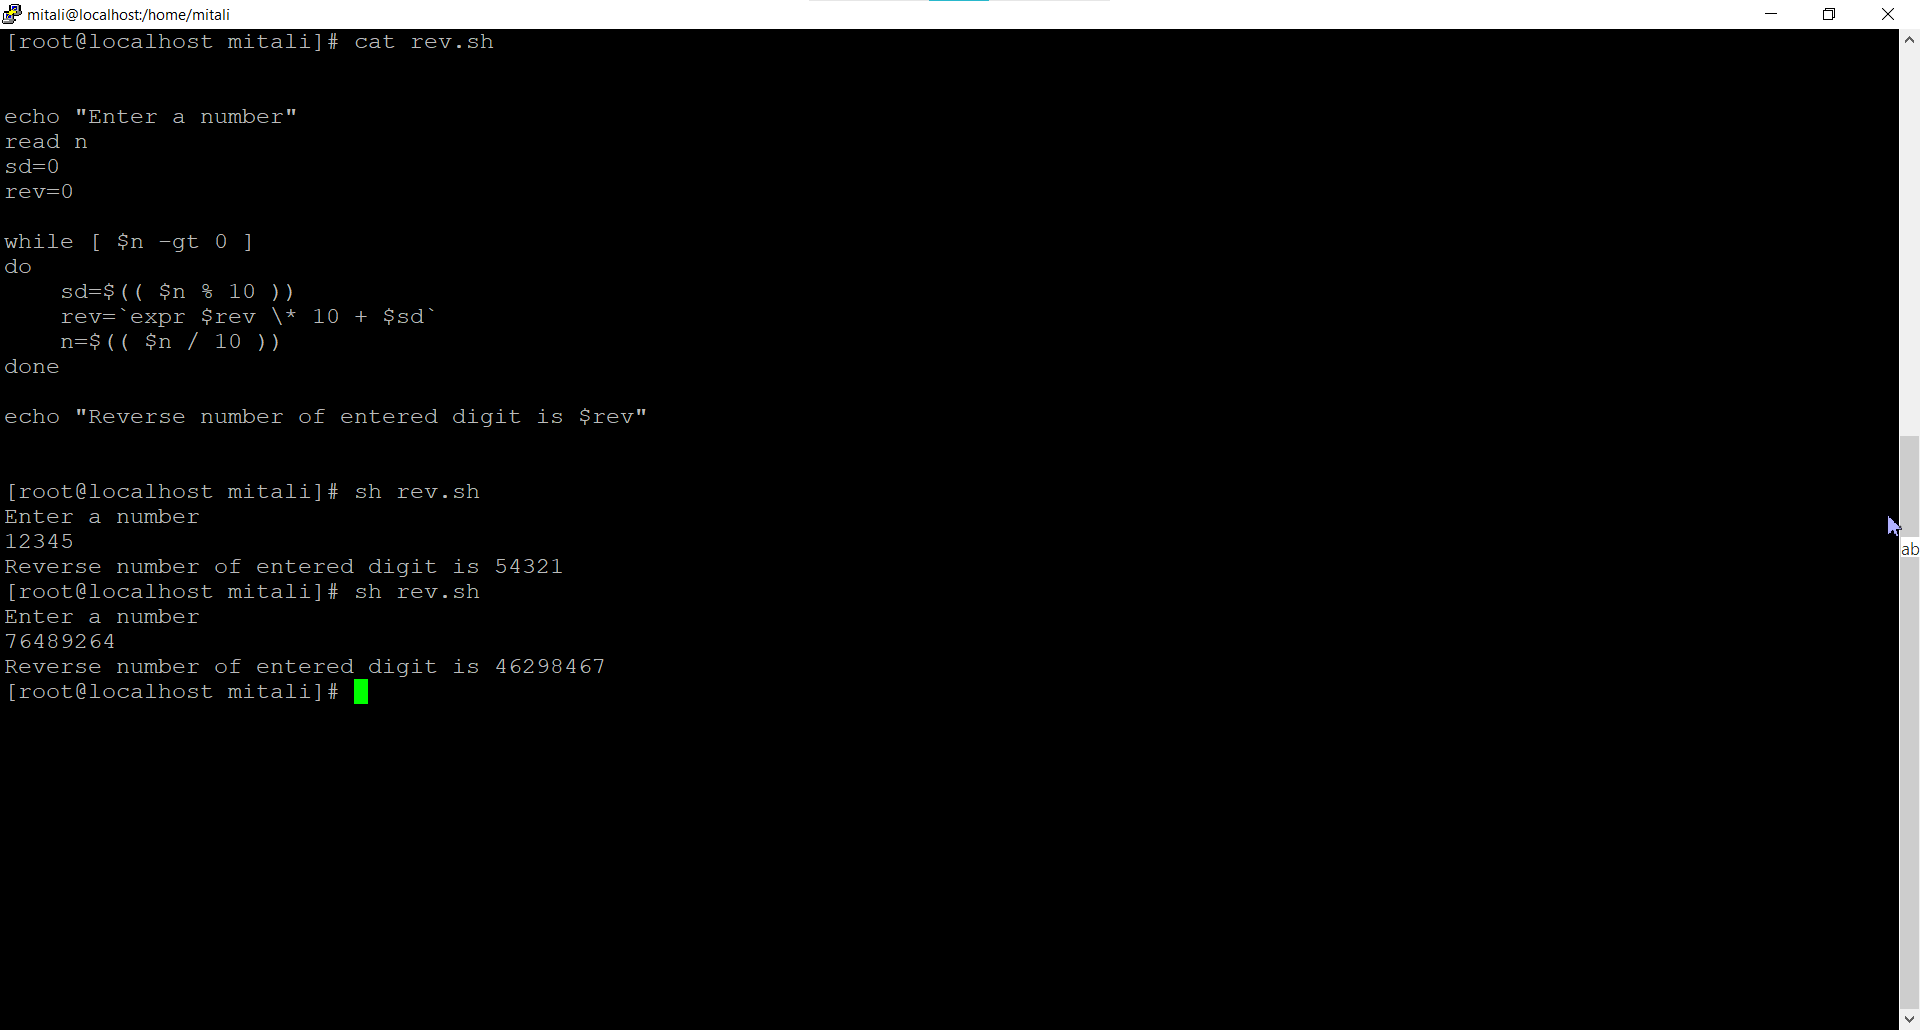 mitali@localhost:/home/mitali
[root@localhost mitali]# cat rev.sh
echo "Enter a number"
read n
sd=0
rev=0
while [ $n -gt 0 ]
do
    sd=$(( $n % 10 ))
    rev=`expr $rev \* 10 + $sd`
    n=$(( $n / 10 ))
done
echo "Reverse number of entered digit is $rev"
[root@localhost mitali]# sh rev.sh
Enter a number
12345
Reverse number of entered digit is 54321
[root@localhost mitali]# sh rev.sh
Enter a number
76489264
Reverse number of entered digit is 46298467
[root@localhost mitali]#
ab